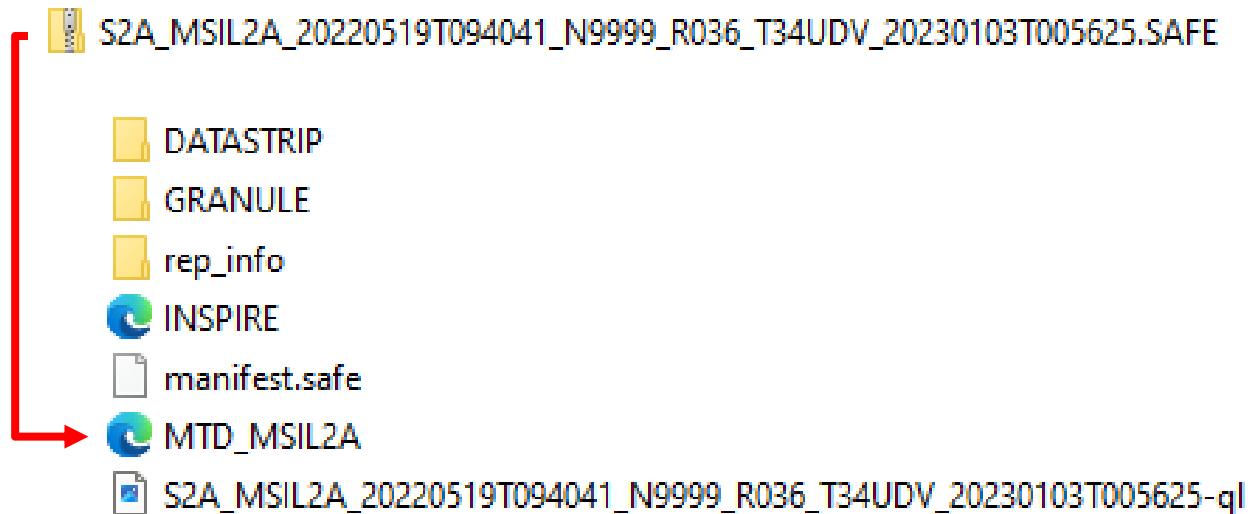 S2A_MSIL2A_20220519T094041_N9999_R036_T34UDV_20230103T005625.SAFE
DATASTRIP
GRANULE
rep_info
INSPIRE
manifest.safe
MTD_MSIL2A
S2A_MSIL2A_20220519T094041_N9999_R036_T34UDV_20230103T005625-ql